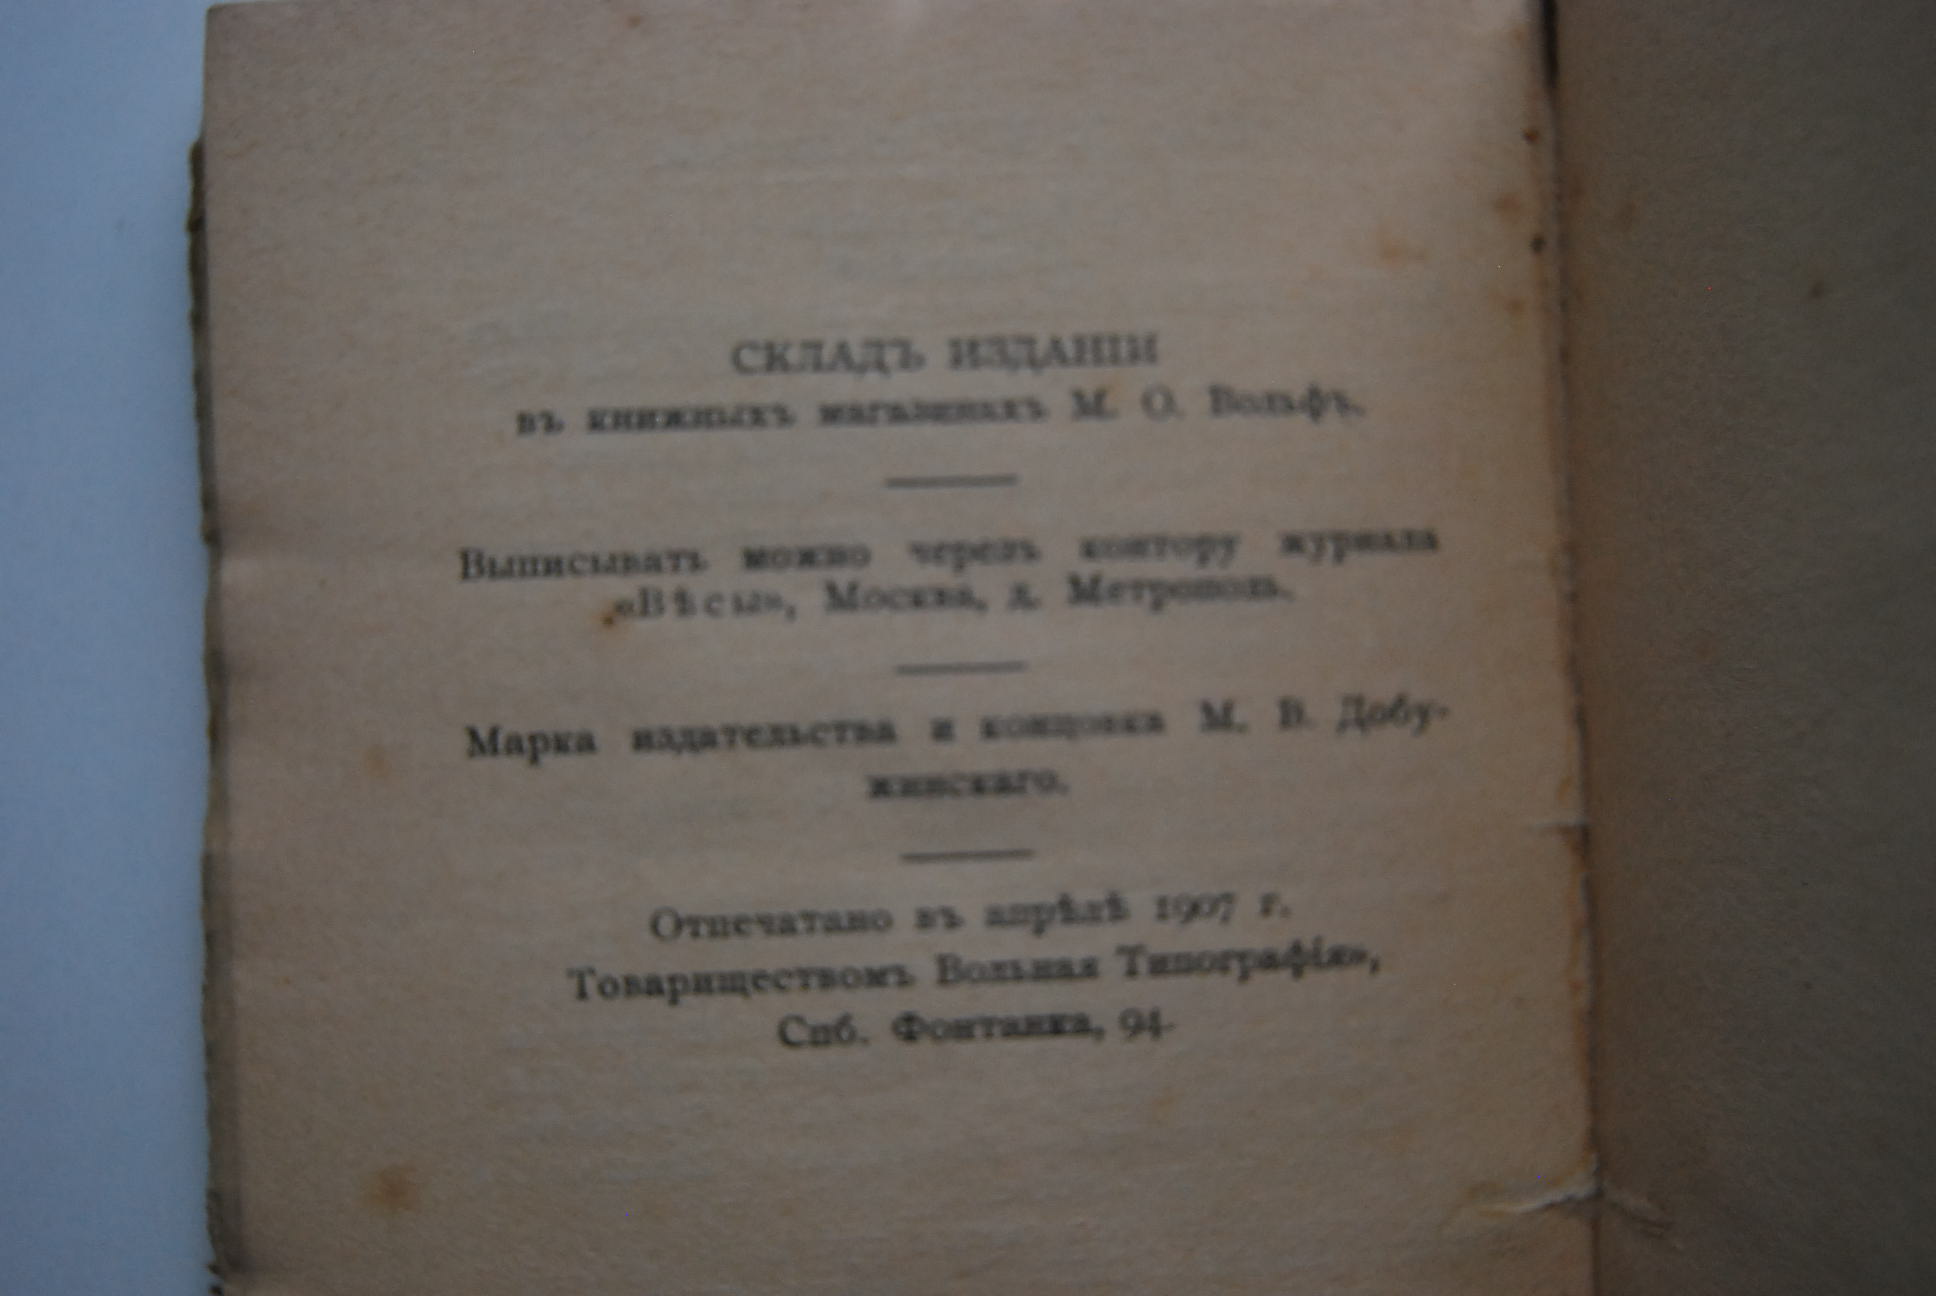 СКЛАДЪ ИЗДАНІИ
въ книжныхъ магазинахъ М. О. Вольфъ.
Выписывать можно черезъ контору журнала
«Вѣсы», Москва, д. Метрополь.
Марка издательства и концовка М. В. Добу-
жинскаго.
Отпечатано въ апрѣлѣ 1907 г.
Товариществомъ Вольная Типографія»,
Спб. Фонтанка, 94.